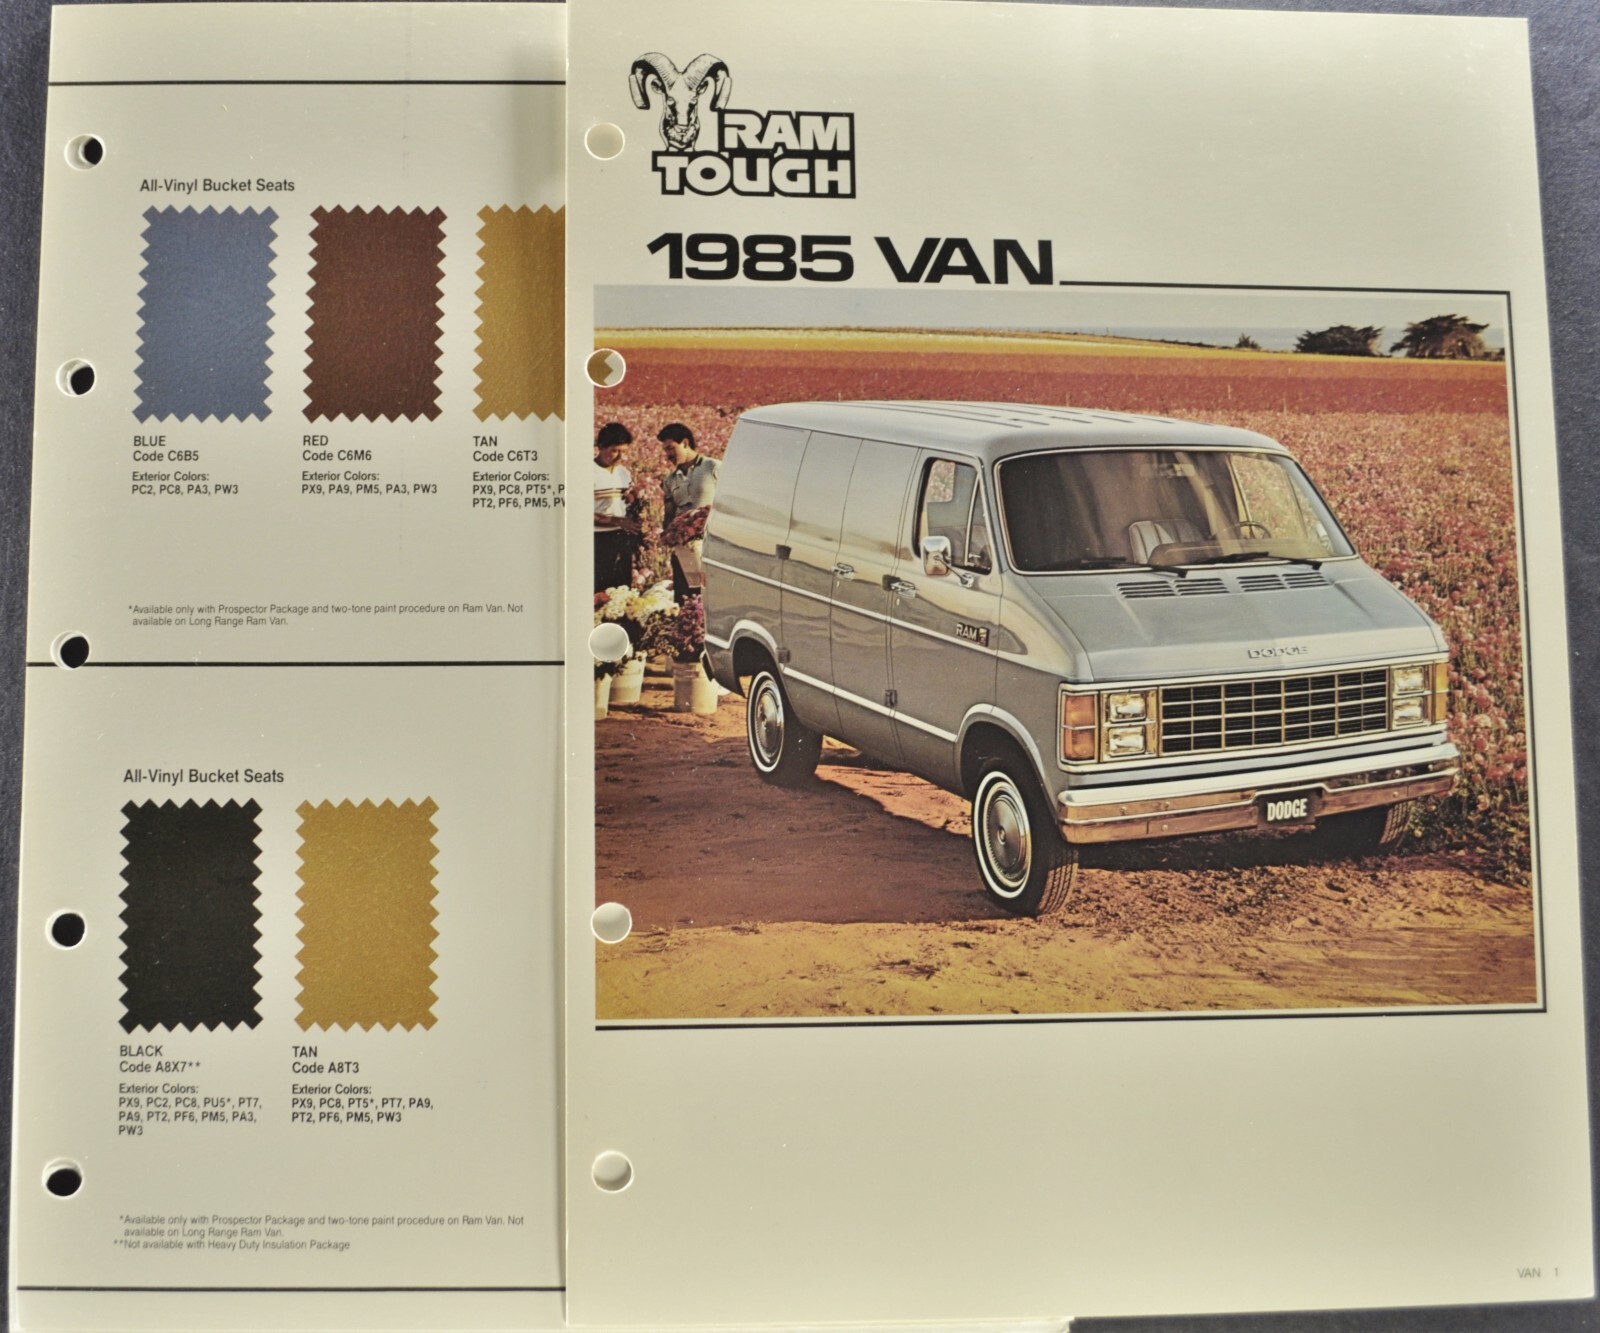 All-Vinyl Bucket Seats
BLUE
Code C6B5
Exterior Colors:
PC2, PC8, PA3, PW3
RED
Code C6M6
Exterior Colors:
PX9, PA9, PM5, PA3, PW3
TAN
Code C6T3
Exterior Colors:
PX9, PC8, PT5*,
PT2, PF6, PM5,
*Available only with Prospector Package and two-tone paint procedure on Ram Van. Not
available on Long Range Ram Van.
All-Vinyl Bucket Seats
BLACK
Code A8X7**
Exterior Colors:
PX9, PC2, PC8, PU5*, PT7,
PA9, PT2, PF6, PM5, PA3,
PW3
TAN
Code A8T3
Exterior Colors:
PX9, PC8, PT5*, PT7, PA9,
PT2, PF6, PM5, PW3
*Available only with Prospector Package and two-tone paint procedure on Ram Van. Not
available on Long Range Ram Van.
**Not available with Heavy Duty Insulation Package
RAM
TOUGH
1985 VAN
RAM
DODGE
DODGE
VAN 1